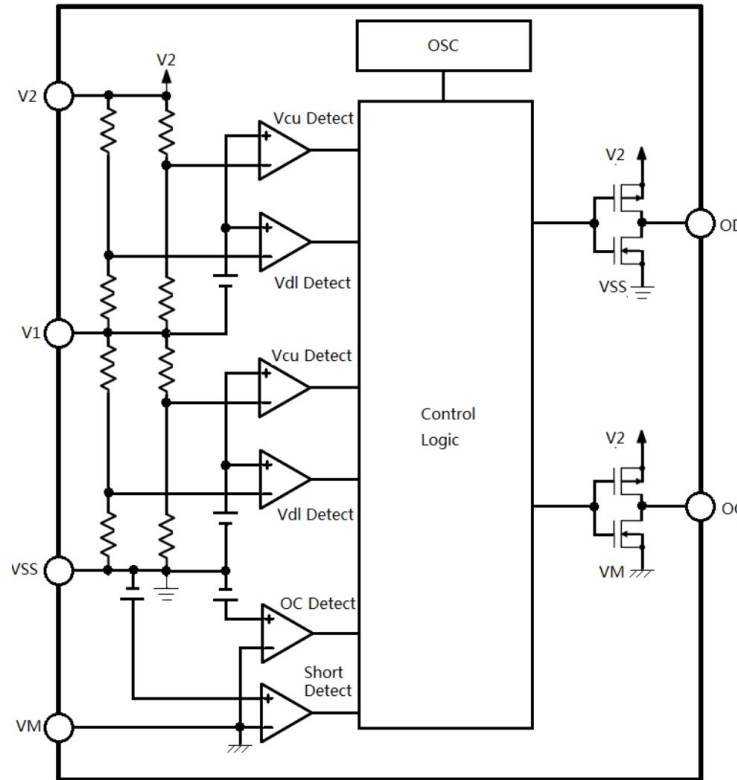 OSC
V2
V2
Vcu Detect
V2
OD
Vdl Detect
VSS
V1
Vcu Detect
Control
Logic
V2
Vdl Detect
VSS
VM
OC Detect
Short
Detect
VM